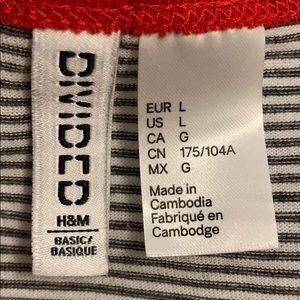 DIVIDED
H&M
BASIC/
BASIQUE
EUR L
US L
CA G
CN 175/104A
MX G
Made in
Cambodia
Fabriqué en
Cambodge